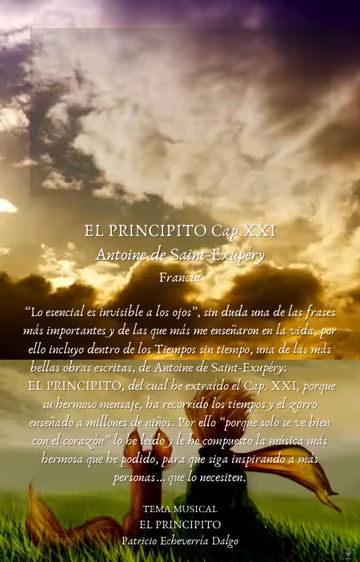 EL PRINCIPITO Cap XXI
Antoine de Saint-Exupéry
Francia
“Lo esencial es invisible a los ojos”, sin duda una de las frases
más importantes y de las que más me enseñaron en la vida, por
ello incluyo dentro de los Tiempos sin tiempo, una de las más
bellas obras escritas, de Antoine de Saint-Exupéry:
EL PRINCIPITO, del cual he extraído el Cap. XXI, porque
su hermoso mensaje, ha recorrido los tiempos y el zorro
enseñado a millones de niños. Por ello “porque solo se ve bien
con el corazón” lo he leído y le he compuesto la música más
hermosa que he podido, para que siga inspirando a más
personas... que lo necesiten.
TEMA MUSICAL
EL PRINCIPITO
Patricio Echeverría Dalgo